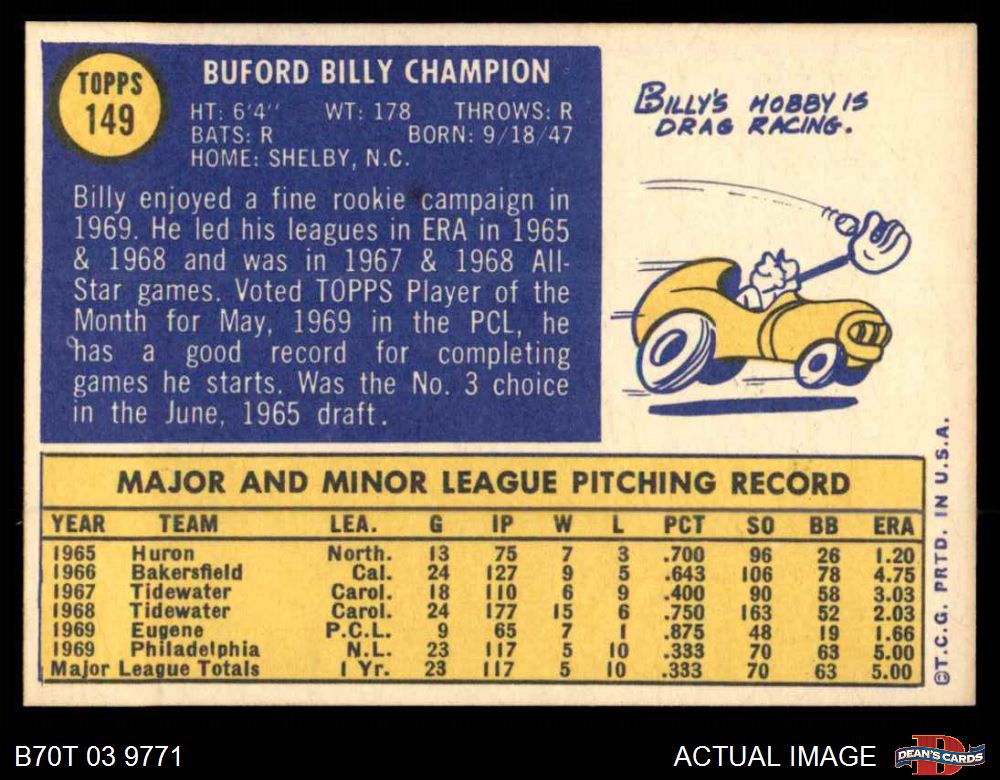 TOPPS
149
BUFORD BILLY CHAMPION
HT: 6'4'' WT: 178 THROWS: R
BATS: R BORN: 9/18/47
HOME: SHELBY, N.C.
Billy enjoyed a fine rookie campaign in
1969. He led his leagues in ERA in 1965
& 1968 and was in 1967 & 1968 All-
Star games. Voted TOPPS Player of the
Month for May, 1969 in the PCL, he
has a good record for completing
games he starts. Was the No. 3 choice
in the June, 1965 draft.
BILLY'S HOBBY IS
DRAG RACING.
MAJOR AND MINOR LEAGUE PITCHING RECORD
YEAR TEAM LEA. G IP W L PCT SO BB ERA
1965 Huron North. 13 75 7 3 .700 96 26 1.20
1966 Bakersfield Cal. 24 127 9 5 .643 106 78 4.75
1967 Tidewater Carol. 18 110 6 9 .400 90 58 3.03
1968 Tidewater Carol. 24 177 15 6 .750 163 52 2.03
1969 Eugene P.C.L. 9 65 7 1 .875 48 19 1.66
1969 Philadelphia N.L. 23 117 5 10 .333 70 63 5.00
Major League Totals 1 Yr. 23 117 5 10 .333 70 63 5.00
©T.C.G. PRTD. IN U.S.A.
B70T 03 9771
ACTUAL IMAGE
DEAN'S CARDS